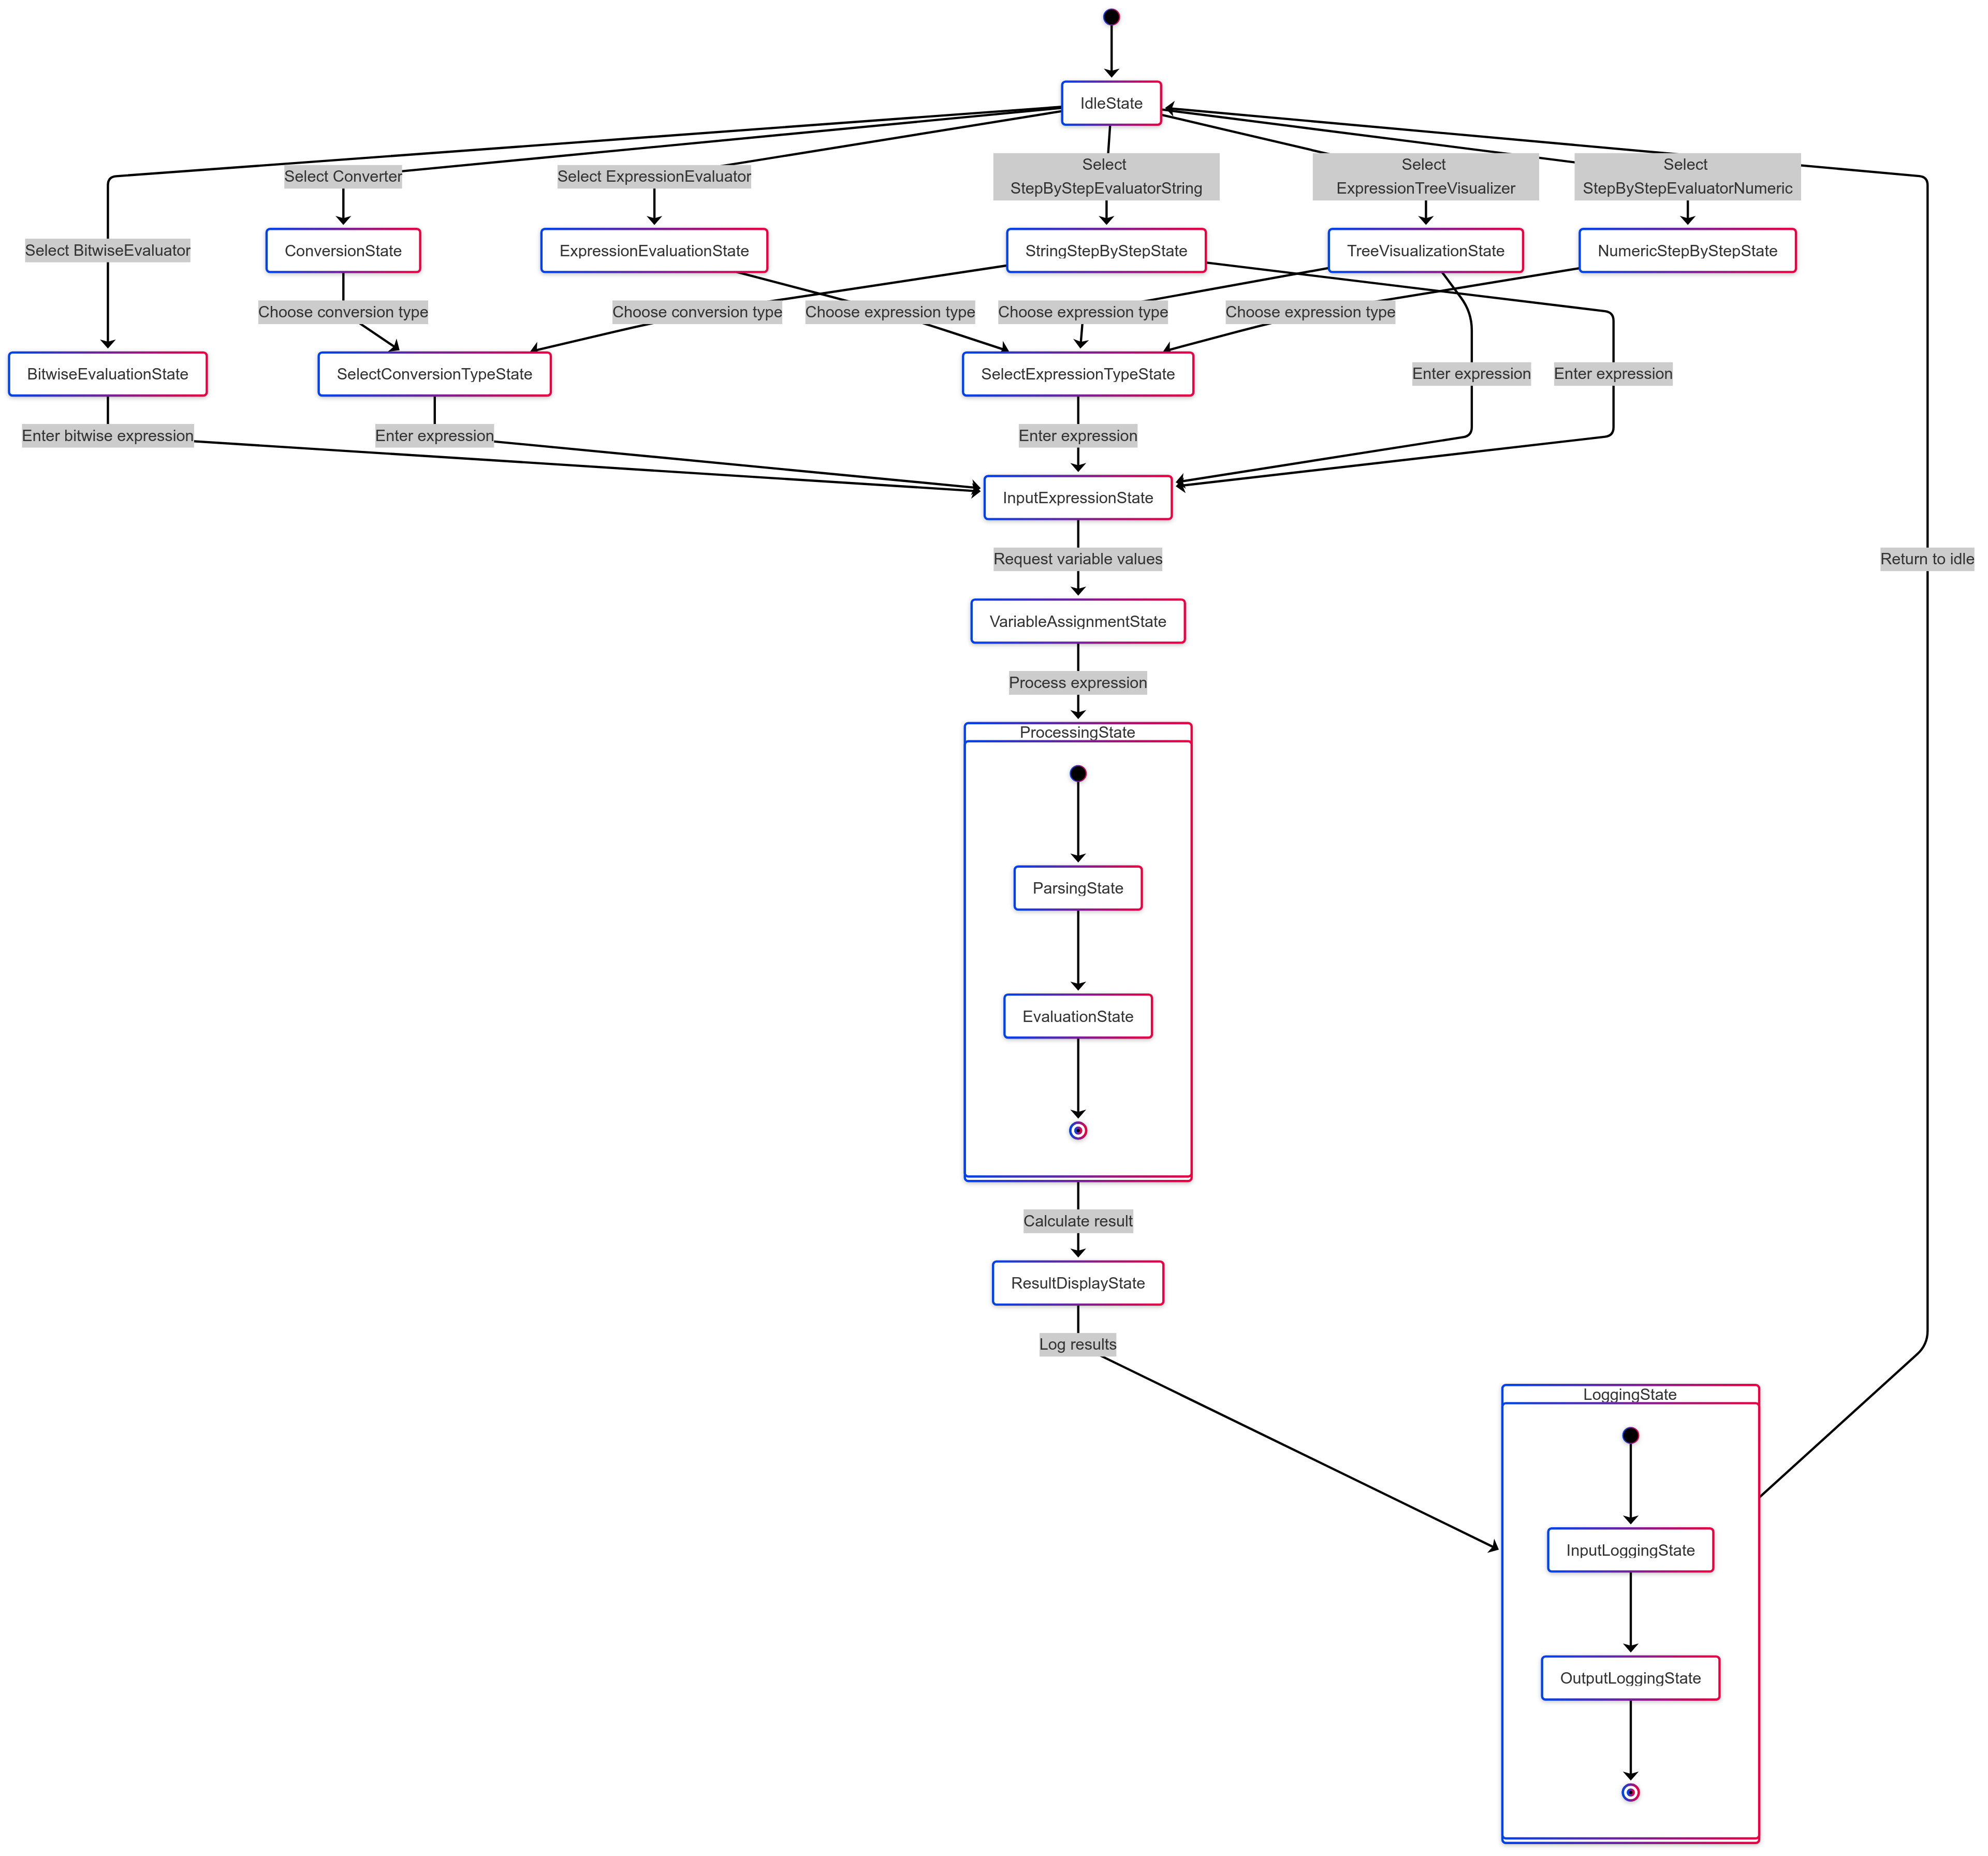 IdleState
Select Converter
Select ExpressionEvaluator
Select
StepByStepEvaluatorString
Select
ExpressionTreeVisualizer
Select
StepByStepEvaluatorNumeric
Select BitwiseEvaluator
ConversionState
ExpressionEvaluationState
StringStepByStepState
TreeVisualizationState
NumericStepByStepState
Choose conversion type
Choose conversion type
Choose expression type
Choose expression type
Choose expression type
BitwiseEvaluationState
SelectConversionTypeState
SelectExpressionTypeState
Enter expression
Enter expression
Enter bitwise expression
Enter expression
Enter expression
InputExpressionState
Request variable values
Return to idle
VariableAssignmentState
Process expression
ProcessingState
ParsingState
EvaluationState
Calculate result
ResultDisplayState
Log results
LoggingState
InputLoggingState
OutputLoggingState